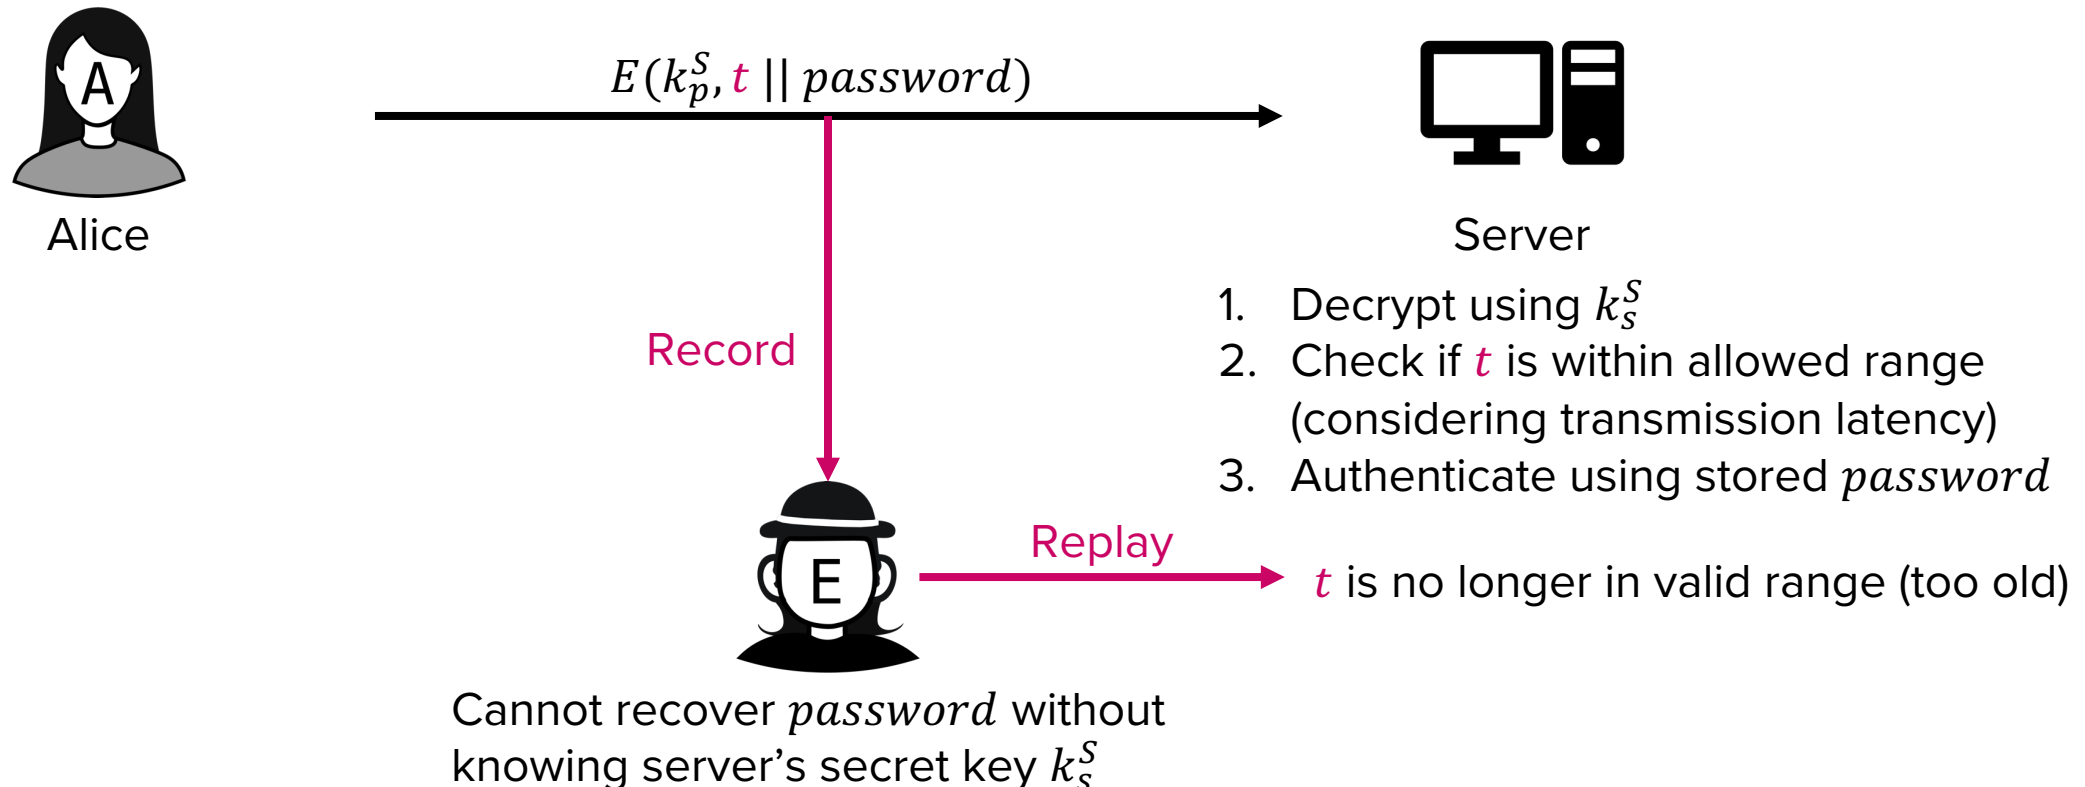 A
E(k_p^S, t || password)
Alice
Server
1. Decrypt using k_s^S
2. Check if t is within allowed range
(considering transmission latency)
3. Authenticate using stored password
Record
Replay
E
t is no longer in valid range (too old)
Cannot recover password without
knowing server’s secret key k_s^S